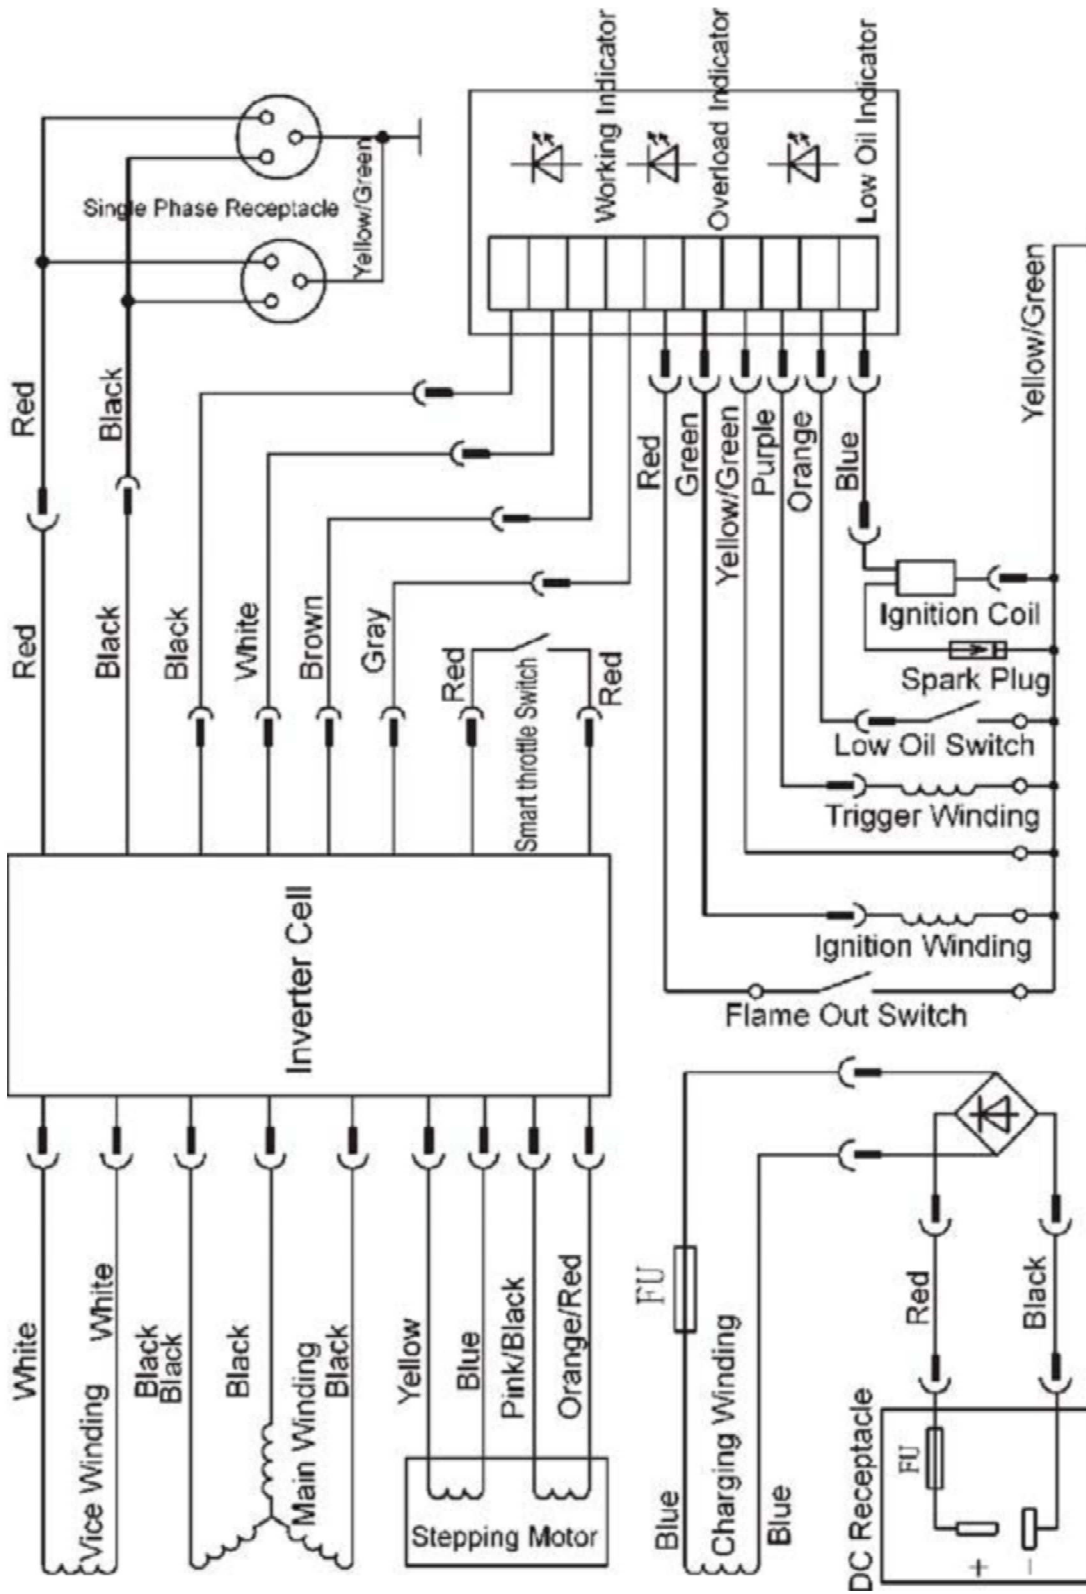 Single Phase Receptacle
Yellow/Green
Working Indicator
Overload Indicator
Low Oil Indicator
Yellow/Green
Red
Black
Red
Green
Yellow/Green
Purple
Orange
Blue
Red
Black
Black
White
Brown
Gray
Red
Smart throttle Switch
Red
Ignition Coil
Spark Plug
Low Oil Switch
Trigger Winding
Ignition Winding
Flame Out Switch
Inverter Cell
White
Vice Winding
White
Black
Black
Black
Main Winding
Black
Yellow
Blue
Pink/Black
Orange/Red
Stepping Motor
FU
Blue
Charging Winding
Blue
Red
Black
DC Receptacle
FU
+
−